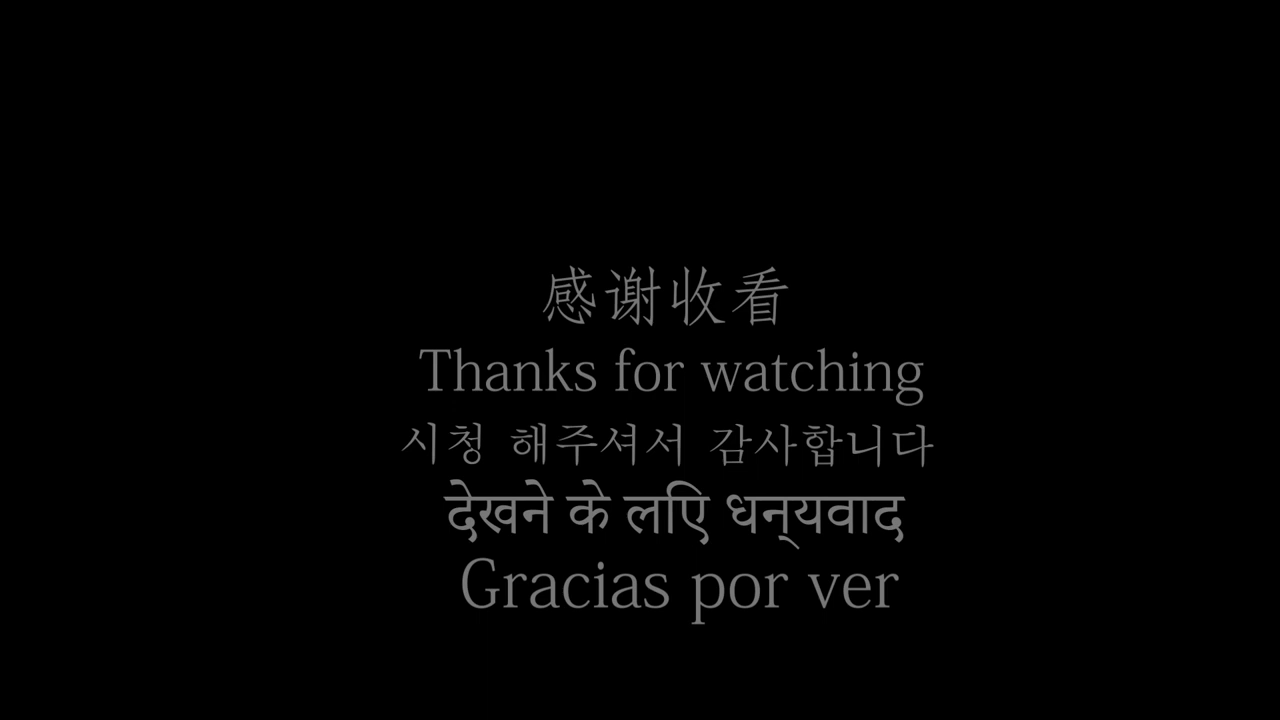 感谢收看
Thanks for watching
시청 해주셔서 감사합니다
देखने के लिए धन्यवाद
Gracias por ver